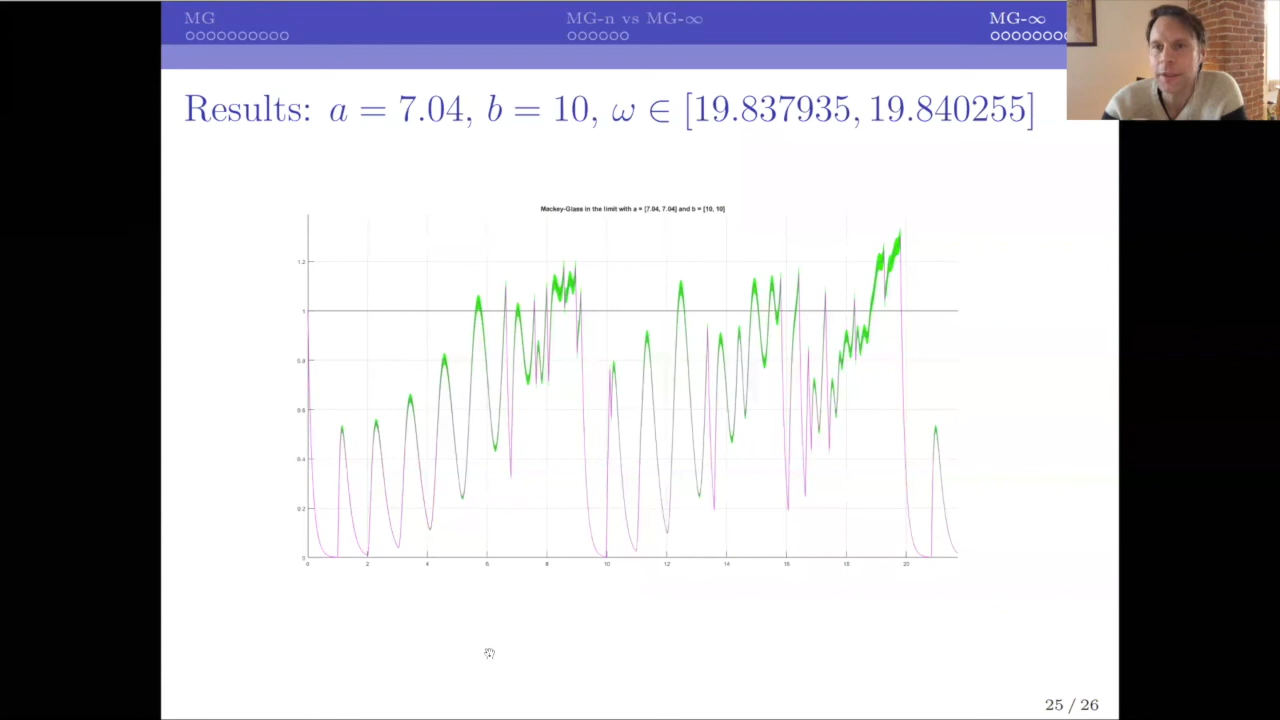 MG MG-n vs MG-∞ MG-∞
Results: a = 7.04, b = 10, ω ∈ [19.837935, 19.840255]
Mackey-Glass in the limit with a = [7.04, 7.04] and b = [10, 10]
1.2
1
0.8
0.6
0.4
0.2
0
0 2 4 6 8 10 12 14 16 18 20
25 / 26